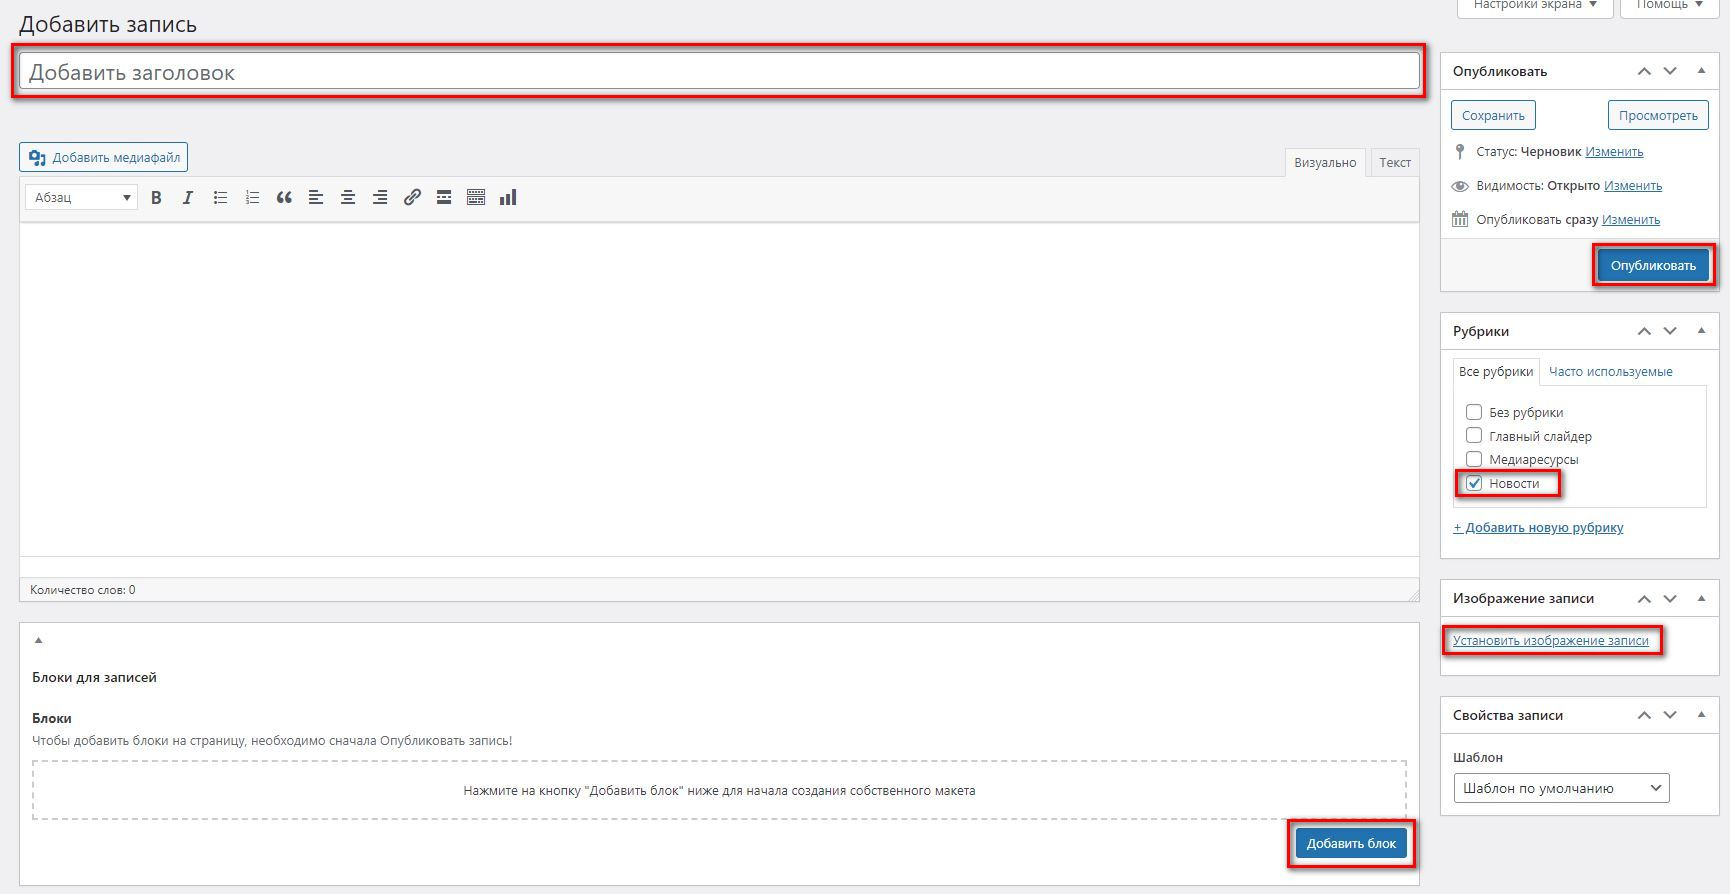 Добавить запись
Настройки экрана
Помощь
Добавить заголовок
Добавить медиафайл
Визуально
Текст
Абзац
B I
Количество слов: 0
Блоки для записей
Блоки
Чтобы добавить блоки на страницу, необходимо сначала Опубликовать запись!
Нажмите на кнопку "Добавить блок" ниже для начала создания собственного макета
Добавить блок
Опубликовать
Сохранить
Просмотреть
Статус: Черновик Изменить
Видимость: Открыто Изменить
Опубликовать сразу Изменить
Опубликовать
Рубрики
Все рубрики
Часто используемые
Без рубрики
Главный слайдер
Медиаресурсы
Новости
+ Добавить новую рубрику
Изображение записи
Установить изображение записи
Свойства записи
Шаблон
Шаблон по умолчанию